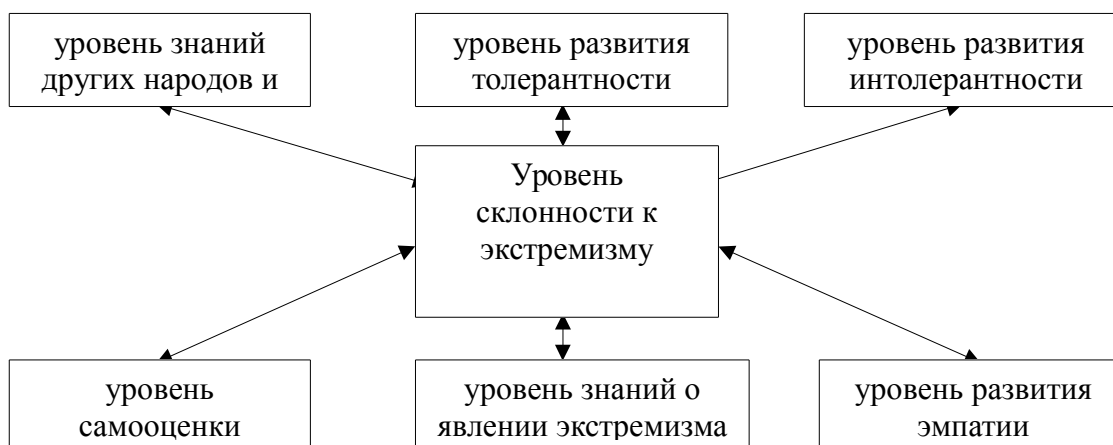 уровень знаний
других народов и
уровень развития
толерантности
уровень развития
интолерантности
Уровень
склонности к
экстремизму
уровень
самооценки
уровень знаний о
явлении экстремизма
уровень развития
эмпатии